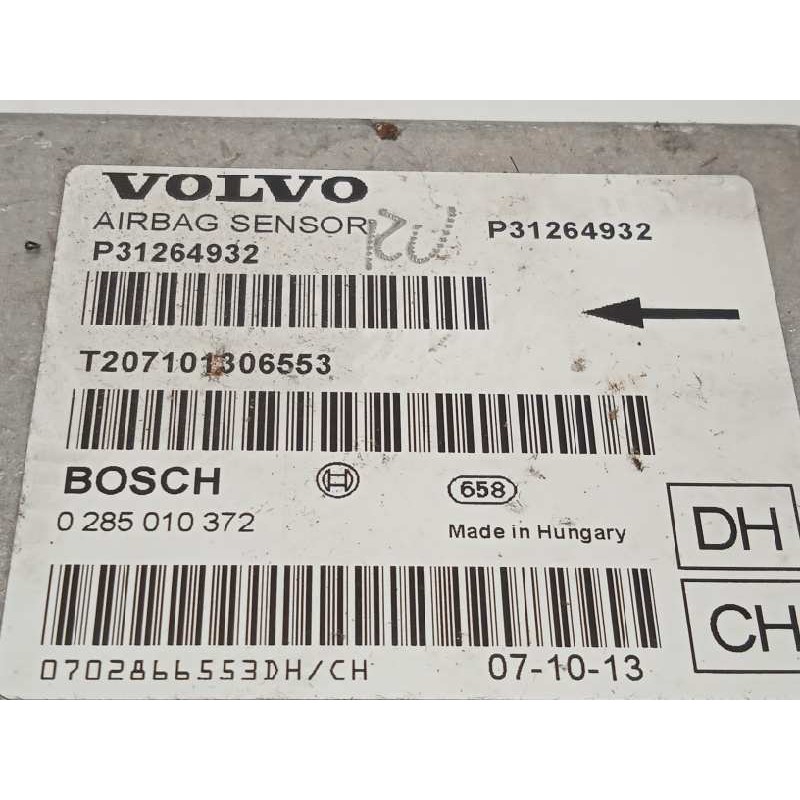 VOLVO
AIRBAG SENSOR
P31264932
P31264932
T207101306553
BOSCH
658
0 285 010 372
Made in Hungary
DH
CH
0702866553DH/CH
07-10-13